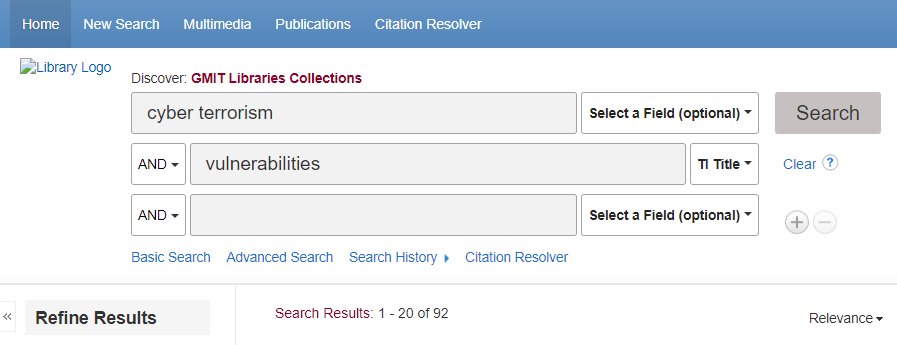 Home New Search Multimedia Publications Citation Resolver
Library Logo
Discover: GMIT Libraries Collections
cyber terrorism Select a Field (optional) Search
AND vulnerabilities TI Title Clear ?
AND Select a Field (optional) + −
Basic Search Advanced Search Search History Citation Resolver
« Refine Results Search Results: 1 - 20 of 92 Relevance